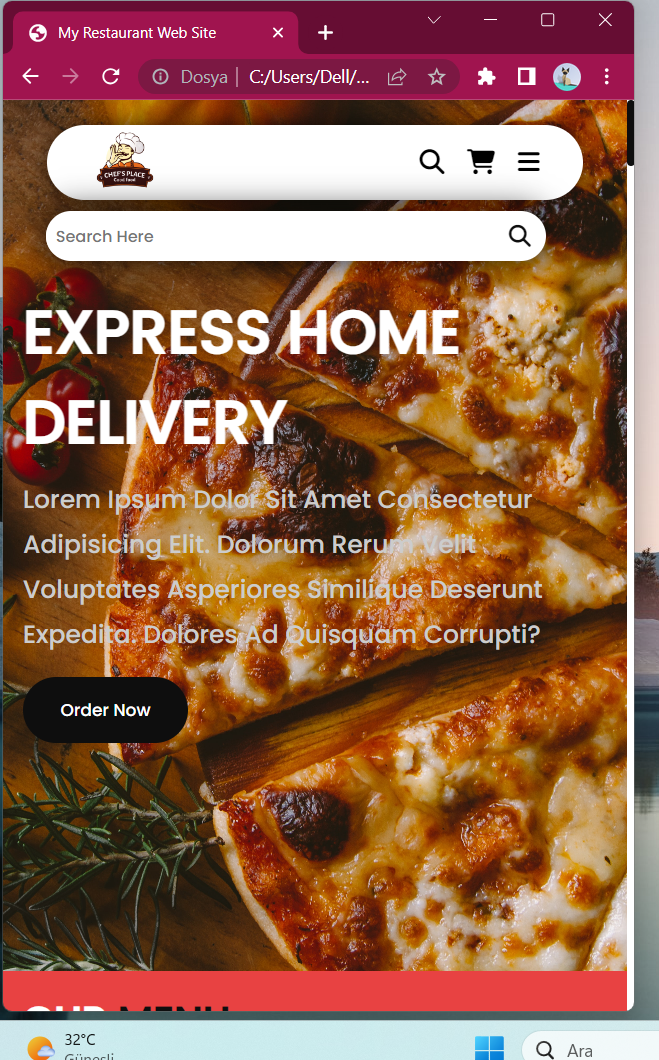 My Restaurant Web Site
Dosya | C:/Users/Dell/...
CHEF'S PLACE
Good food
Search Here
EXPRESS HOME
DELIVERY
Lorem Ipsum Dolor Sit Amet Consectetur
Adipisicing Elit. Dolorum Rerum Velit
Voluptates Asperiores Similique Deserunt
Expedita. Dolores Ad Quisquam Corrupti?
Order Now
OUR MENU
32°C
Güneşli
Ara